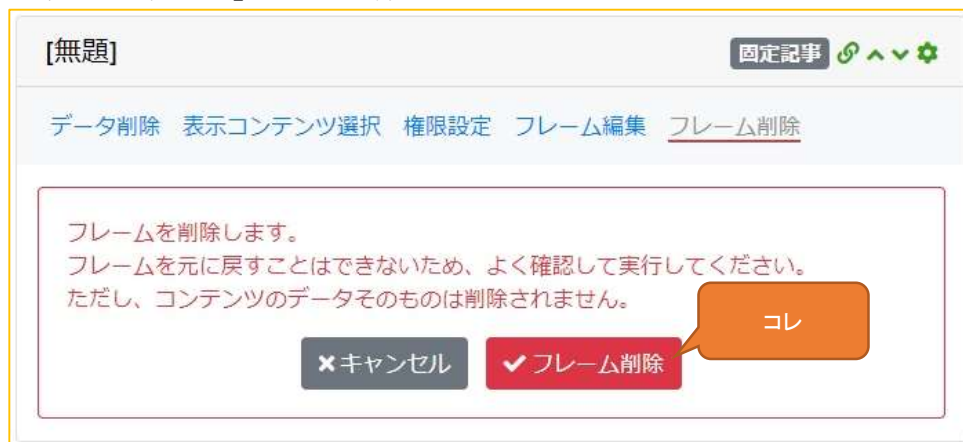 [無題] 固定記事
データ削除 表示コンテンツ選択 権限設定 フレーム編集 フレーム削除
フレームを削除します。
フレームを元に戻すことはできないため、よく確認して実行してください。
ただし、コンテンツのデータそのものは削除されません。
コレ
キャンセル フレーム削除